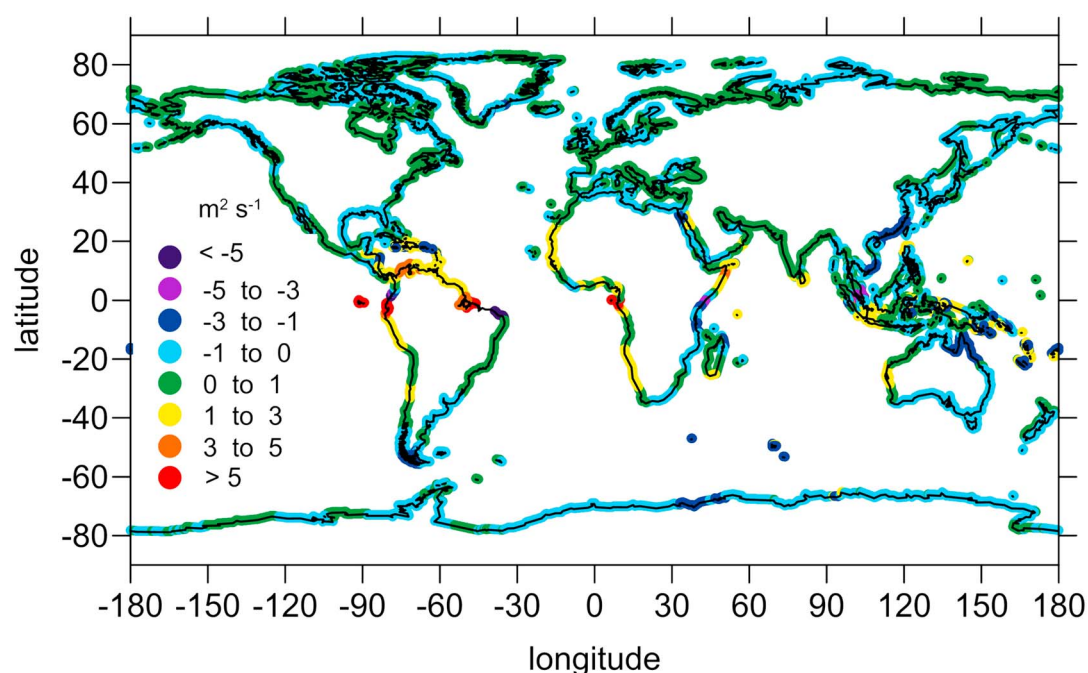 80
60
40
20
0
-20
-40
-60
-80
latitude
m² s⁻¹
< -5
-5 to -3
-3 to -1
-1 to 0
0 to 1
1 to 3
3 to 5
> 5
-180 -150 -120 -90 -60 -30 0 30 60 90 120 150 180
longitude